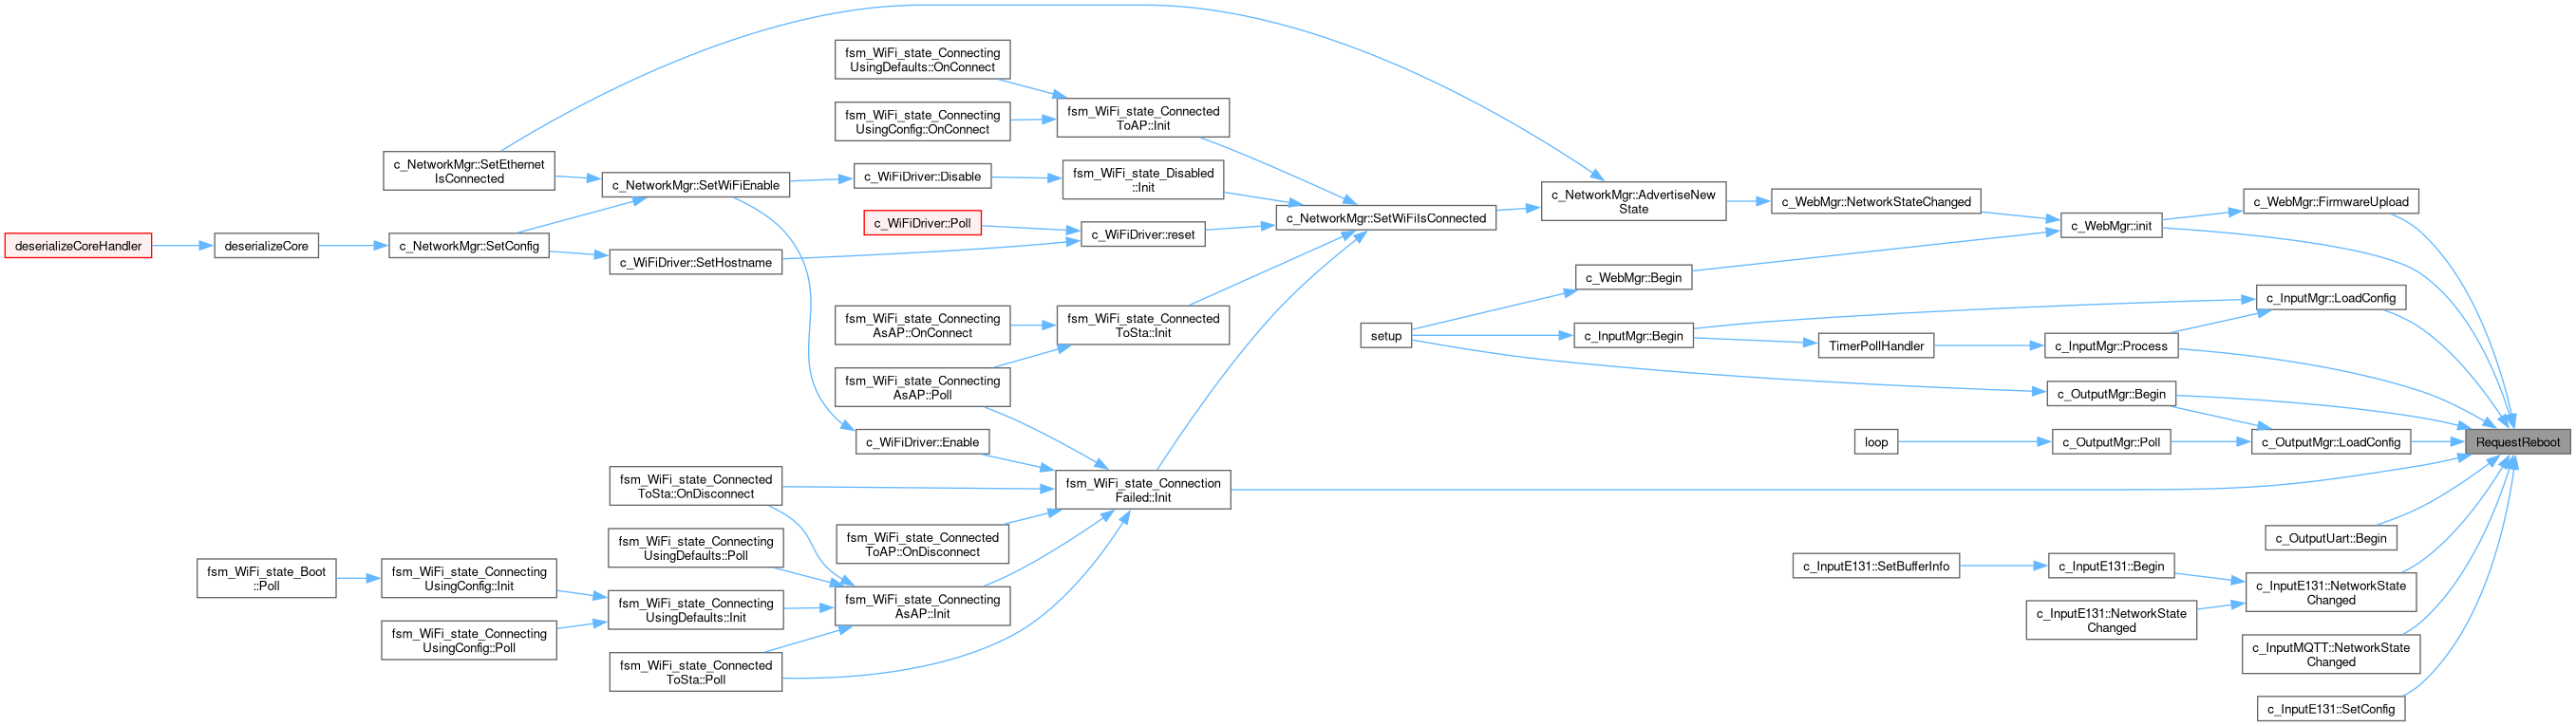 fsm_WiFi_state_Connecting
UsingDefaults::OnConnect
fsm_WiFi_state_Connecting
UsingConfig::OnConnect
fsm_WiFi_state_Connected
ToAP::Init
c_NetworkMgr::SetEthernet
IsConnected
c_NetworkMgr::SetWiFiEnable
c_WiFiDriver::Disable
fsm_WiFi_state_Disabled
::Init
c_NetworkMgr::AdvertiseNew
State
c_WebMgr::NetworkStateChanged
c_WebMgr::FirmwareUpload
c_WiFiDriver::Poll
c_NetworkMgr::SetWiFiIsConnected
c_WebMgr::init
deserializeCoreHandler
deserializeCore
c_NetworkMgr::SetConfig
c_WiFiDriver::SetHostname
c_WiFiDriver::reset
c_WebMgr::Begin
c_InputMgr::LoadConfig
fsm_WiFi_state_Connecting
AsAP::OnConnect
fsm_WiFi_state_Connected
ToSta::Init
setup
c_InputMgr::Begin
TimerPollHandler
c_InputMgr::Process
fsm_WiFi_state_Connecting
AsAP::Poll
c_OutputMgr::Begin
c_WiFiDriver::Enable
loop
c_OutputMgr::Poll
c_OutputMgr::LoadConfig
RequestReboot
fsm_WiFi_state_Connected
ToSta::OnDisconnect
fsm_WiFi_state_Connection
Failed::Init
fsm_WiFi_state_Connected
ToAP::OnDisconnect
c_OutputUart::Begin
fsm_WiFi_state_Connecting
UsingDefaults::Poll
fsm_WiFi_state_Boot
::Poll
fsm_WiFi_state_Connecting
UsingConfig::Init
c_InputE131::SetBufferInfo
c_InputE131::Begin
c_InputE131::NetworkState
Changed
fsm_WiFi_state_Connecting
UsingDefaults::Init
fsm_WiFi_state_Connecting
AsAP::Init
c_InputE131::NetworkState
Changed
fsm_WiFi_state_Connecting
UsingConfig::Poll
fsm_WiFi_state_Connected
ToSta::Poll
c_InputMQTT::NetworkState
Changed
c_InputE131::SetConfig